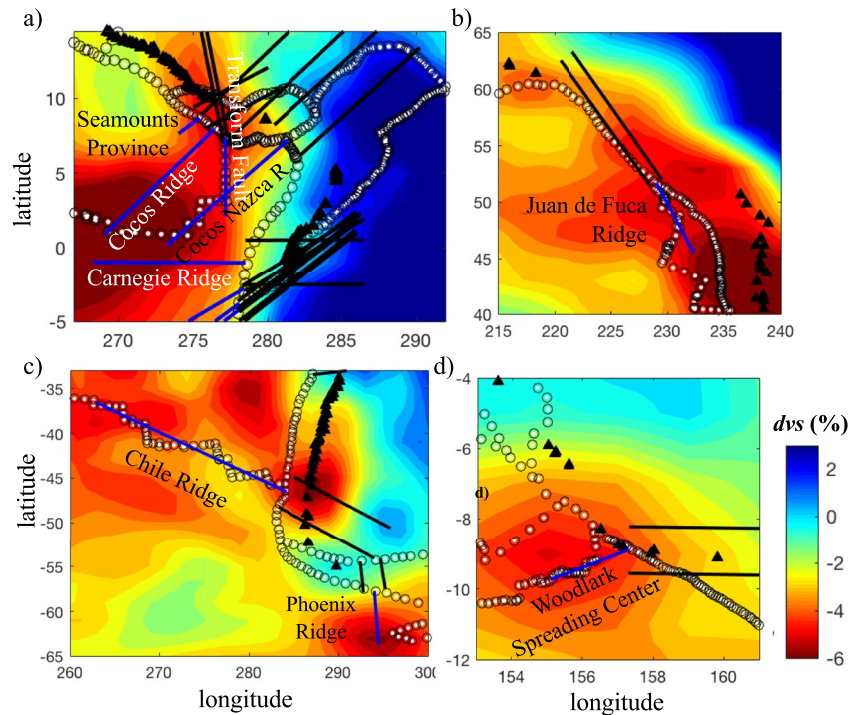 a)
b)
10
5
0
-5
270
275
280
285
290
latitude
Seamounts
Province
Transform Fault
Cocos Ridge
Cocos Nazca R.
Carnegie Ridge
65
60
55
50
45
40
215
220
225
230
235
240
Juan de Fuca
Ridge
c)
d)
-35
-40
-45
-50
-55
-60
-65
260
270
280
290
300
latitude
longitude
Chile Ridge
Phoenix
Ridge
-4
-6
d)
-8
-10
-12
154
156
158
160
longitude
Woodlark
Spreading Center
dvs (%)
2
0
-2
-4
-6